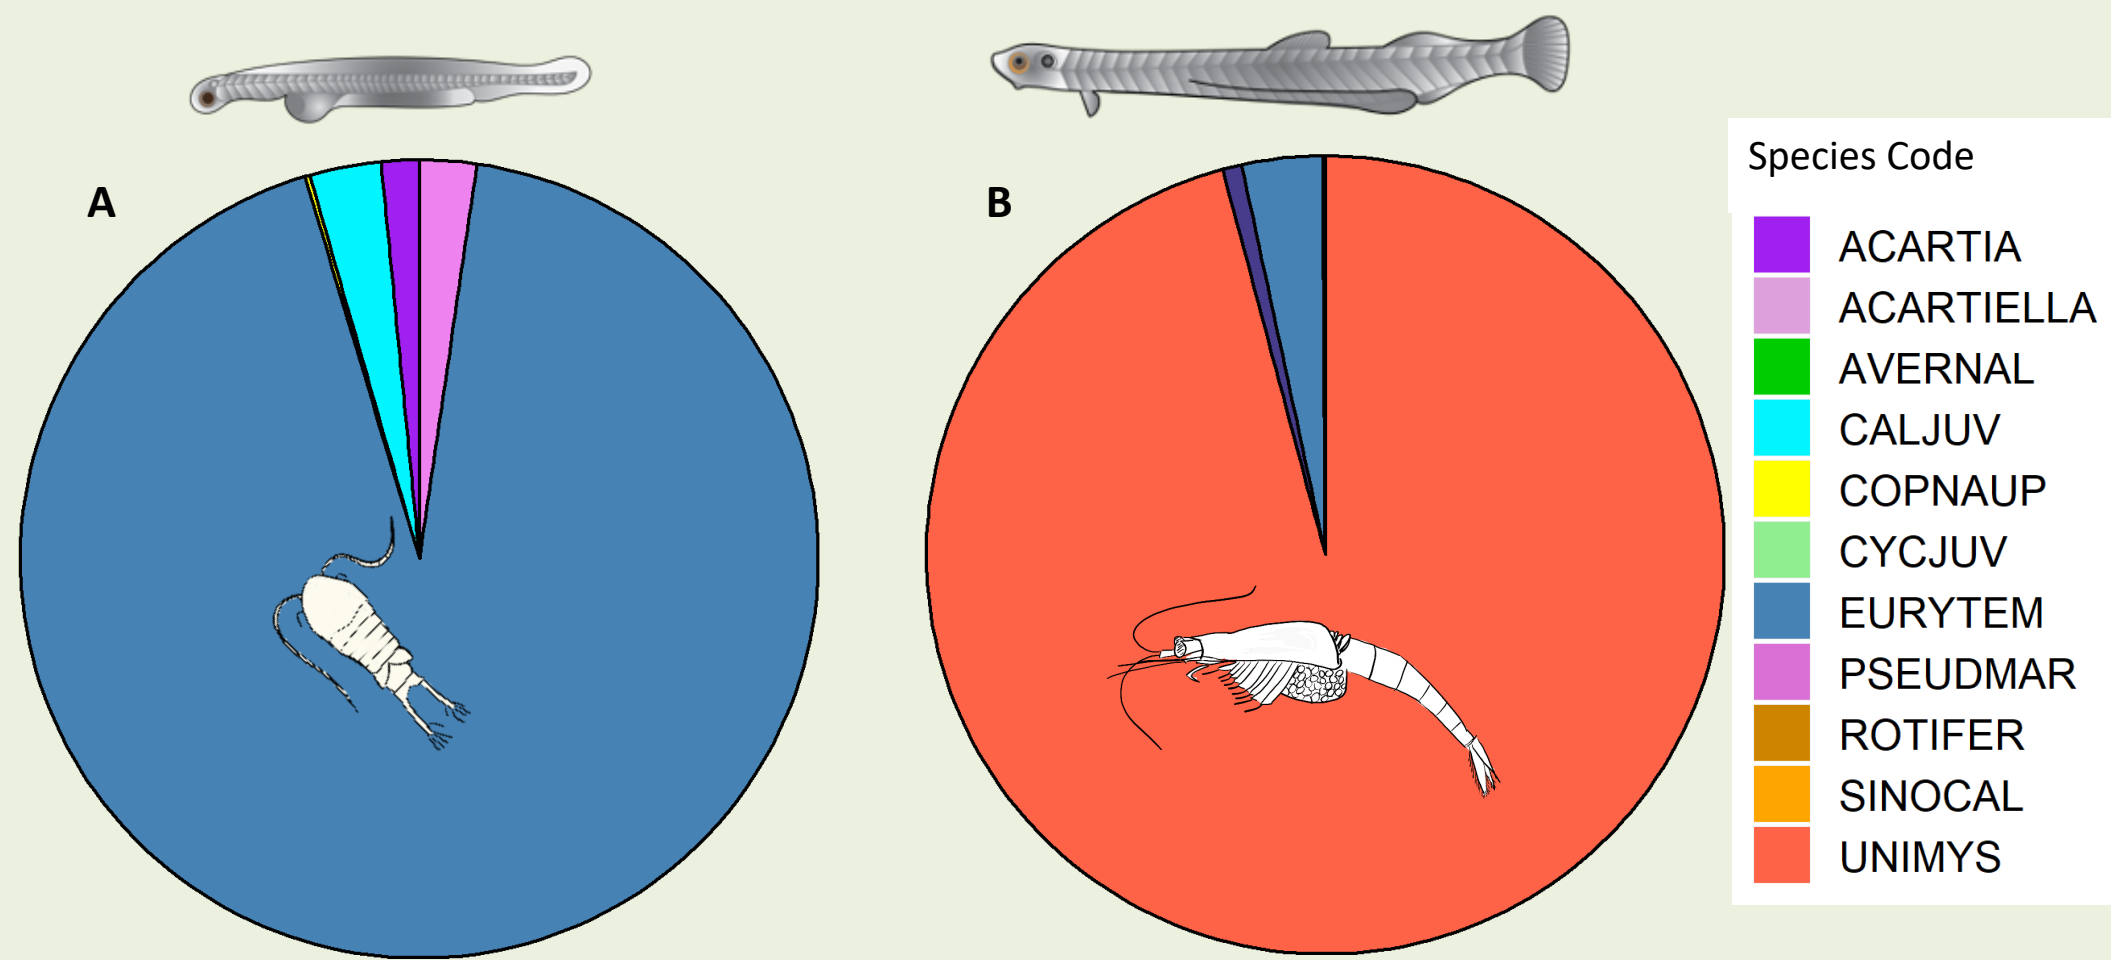 A
B
Species Code
ACARTIA
ACARTIELLA
AVERNAL
CALJUV
COPNAUP
CYCJUV
EURYTEM
PSEUDMAR
ROTIFER
SINOCAL
UNIMYS